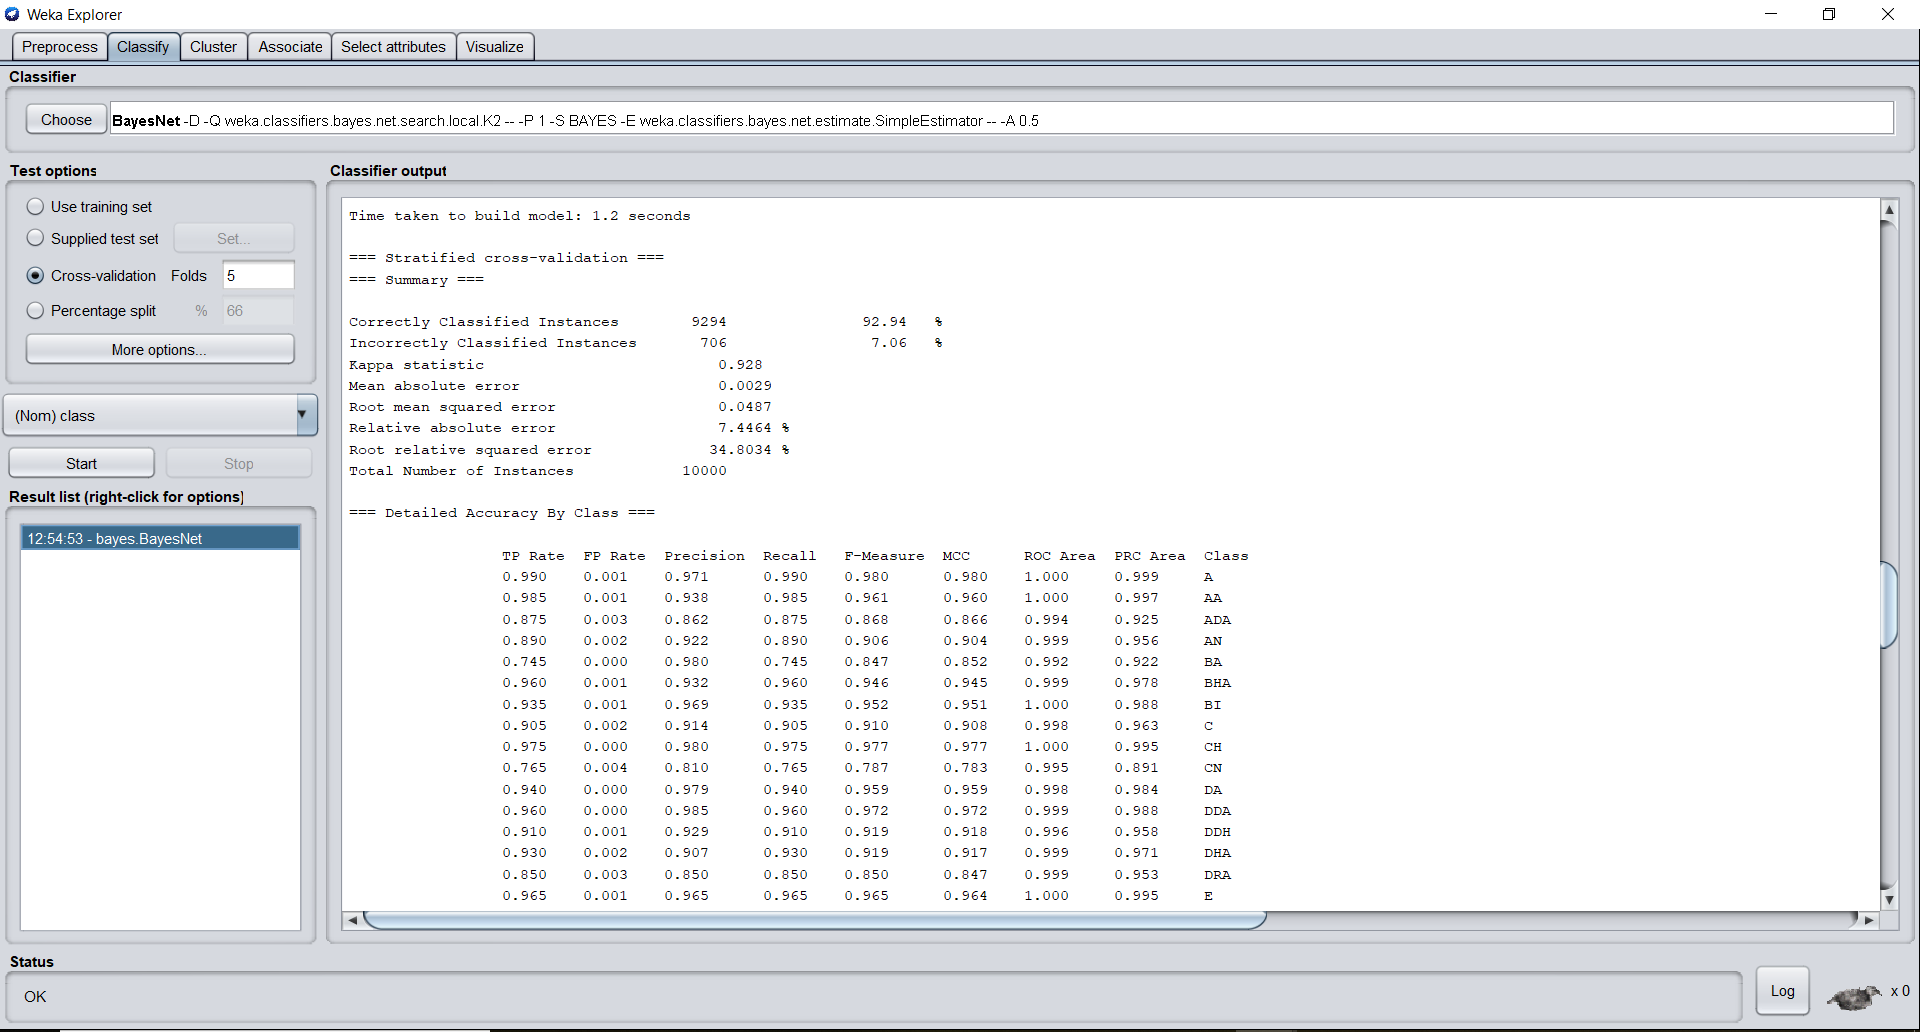 Weka Explorer
Preprocess Classify Cluster Associate Select attributes Visualize
Classifier
Choose BayesNet -D -Q weka.classifiers.bayes.net.search.local.K2 -- -P 1 -S BAYES -E weka.classifiers.bayes.net.estimate.SimpleEstimator -- -A 0.5
Test options
Use training set
Supplied test set Set...
Cross-validation Folds 5
Percentage split % 66
More options...
(Nom) class
Start Stop
Result list (right-click for options)
12:54:53 - bayes.BayesNet
Classifier output
Time taken to build model: 1.2 seconds
=== Stratified cross-validation ===
=== Summary ===
Correctly Classified Instances 9294 92.94 %
Incorrectly Classified Instances 706 7.06 %
Kappa statistic 0.928
Mean absolute error 0.0029
Root mean squared error 0.0487
Relative absolute error 7.4464 %
Root relative squared error 34.8034 %
Total Number of Instances 10000
=== Detailed Accuracy By Class ===
TP Rate FP Rate Precision Recall F-Measure MCC ROC Area PRC Area Class
0.990 0.001 0.971 0.990 0.980 0.980 1.000 0.999 A
0.985 0.001 0.938 0.985 0.961 0.960 1.000 0.997 AA
0.875 0.003 0.862 0.875 0.868 0.866 0.994 0.925 ADA
0.890 0.002 0.922 0.890 0.906 0.904 0.999 0.956 AN
0.745 0.000 0.980 0.745 0.847 0.852 0.992 0.922 BA
0.960 0.001 0.932 0.960 0.946 0.945 0.999 0.978 BHA
0.935 0.001 0.969 0.935 0.952 0.951 1.000 0.988 BI
0.905 0.002 0.914 0.905 0.910 0.908 0.998 0.963 C
0.975 0.000 0.980 0.975 0.977 0.977 1.000 0.995 CH
0.765 0.004 0.810 0.765 0.787 0.783 0.995 0.891 CN
0.940 0.000 0.979 0.940 0.959 0.959 0.998 0.984 DA
0.960 0.000 0.985 0.960 0.972 0.972 0.999 0.988 DDA
0.910 0.001 0.929 0.910 0.919 0.918 0.996 0.958 DDH
0.930 0.002 0.907 0.930 0.919 0.917 0.999 0.971 DHA
0.850 0.003 0.850 0.850 0.850 0.847 0.999 0.953 DRA
0.965 0.001 0.965 0.965 0.965 0.964 1.000 0.995 E
Status
OK
Log x 0